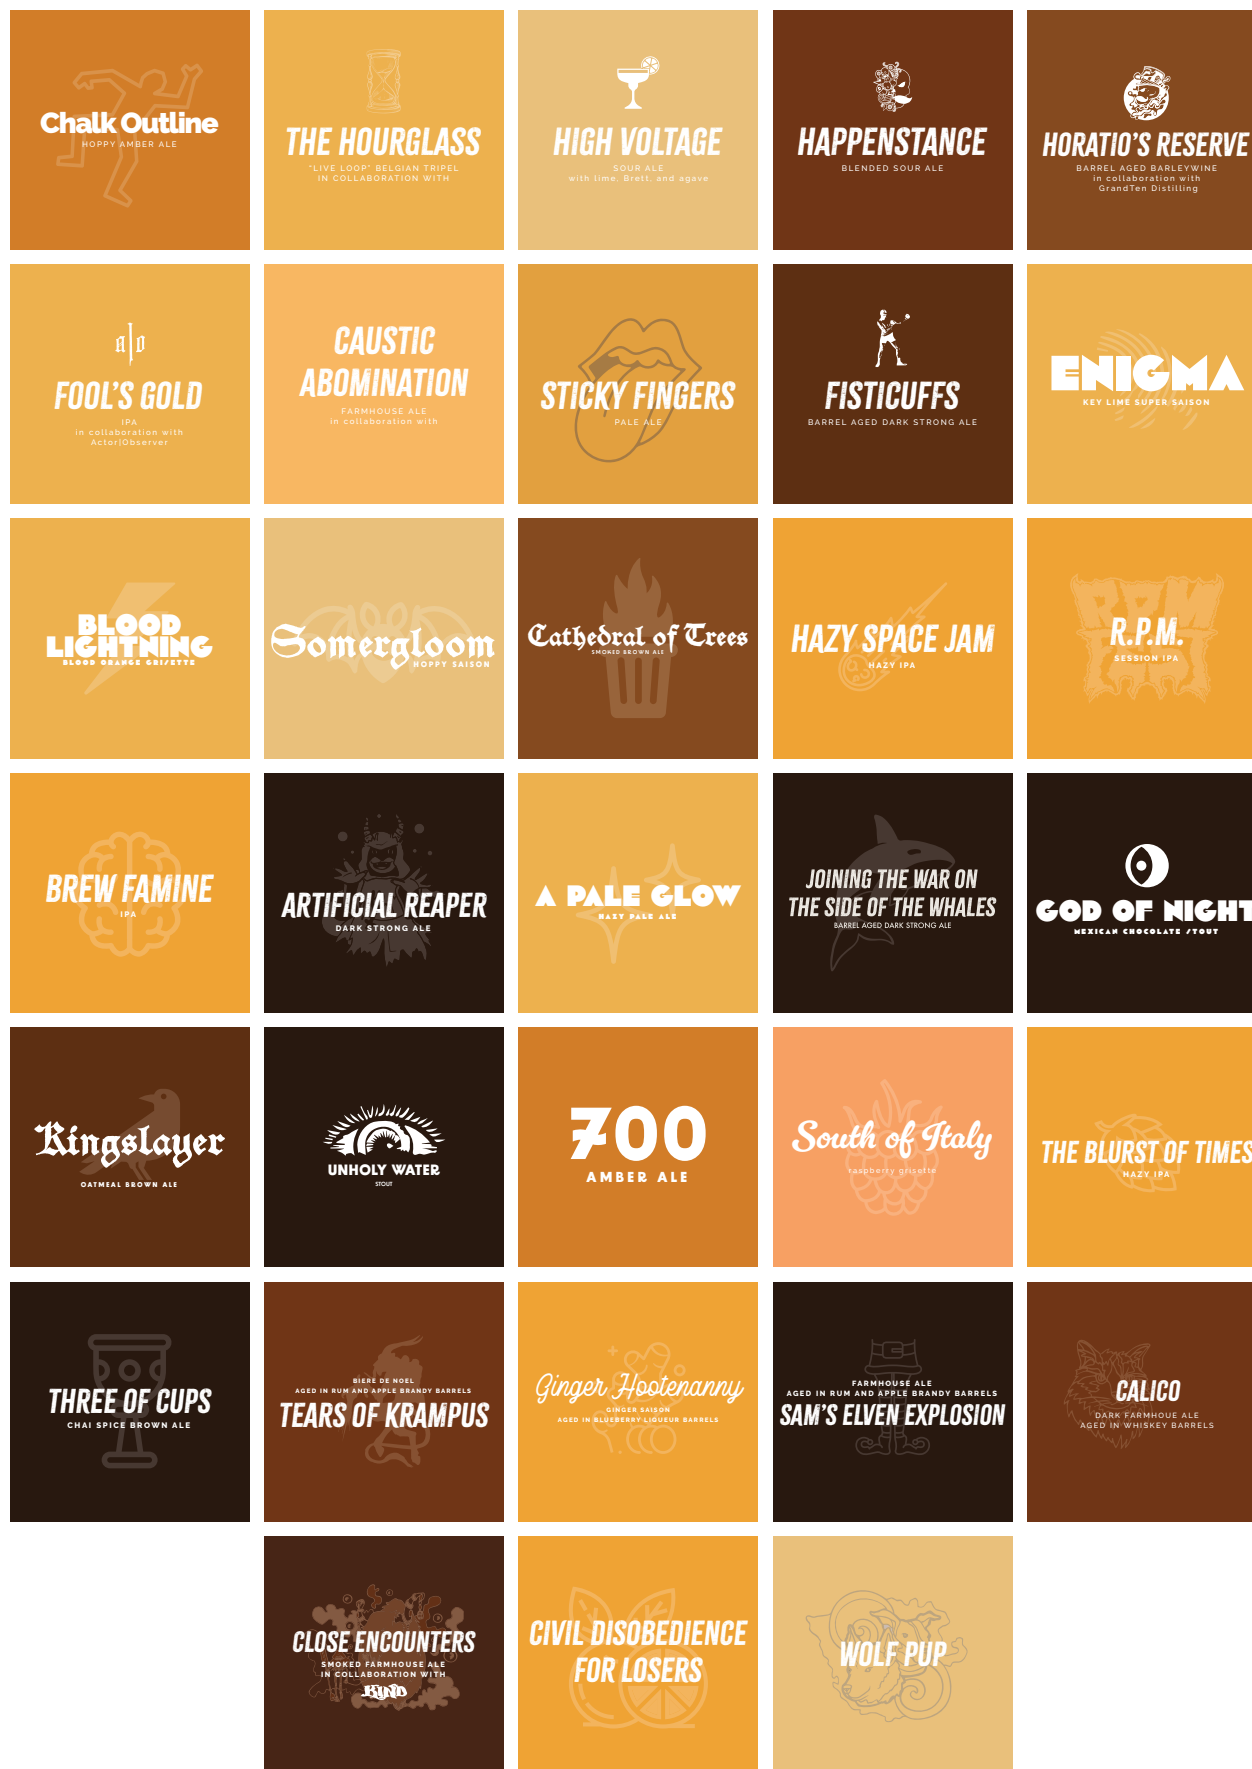 Chalk Outline
HOPPY AMBER ALE
THE HOURGLASS
"LIVE LOOP" BELGIAN TRIPEL
IN COLLABORATION WITH
HIGH VOLTAGE
SOUR ALE
with lime, Brett, and agave
HAPPENSTANCE
BLENDED SOUR ALE
HORATIO'S RESERVE
BARREL AGED BARLEYWINE
in collaboration with
GrandTen Distilling
a|o
FOOL'S GOLD
IPA
in collaboration with
Actor|Observer
CAUSTIC
ABOMINATION
FARMHOUSE ALE
in collaboration with
STICKY FINGERS
PALE ALE
FISTICUFFS
BARREL AGED DARK STRONG ALE
ENIGMA
KEY LIME SUPER SAISON
BLOOD
LIGHTNING
BLOOD ORANGE GRISETTE
Somergloom
HOPPY SAISON
Cathedral of Trees
SMOKED BROWN ALE
HAZY SPACE JAM
HAZY IPA
RPM
FEST
R.P.M.
SESSION IPA
BREW FAMINE
IPA
ARTIFICIAL REAPER
DARK STRONG ALE
A PALE GLOW
HAZY PALE ALE
JOINING THE WAR ON
THE SIDE OF THE WHALES
BARREL AGED DARK STRONG ALE
GOD OF NIGHT
MEXICAN CHOCOLATE STOUT
Kingslayer
OATMEAL BROWN ALE
UNHOLY WATER
STOUT
700
AMBER ALE
South of Italy
raspberry grisette
THE BLURST OF TIMES
HAZY IPA
THREE OF CUPS
CHAI SPICE BROWN ALE
BIERE DE NOEL
AGED IN RUM AND APPLE BRANDY BARRELS
TEARS OF KRAMPUS
Ginger Hootenanny
GINGER SAISON
AGED IN BLUEBERRY LIQUEUR BARRELS
FARMHOUSE ALE
AGED IN RUM AND APPLE BRANDY BARRELS
SAM'S ELVEN EXPLOSION
CALICO
DARK FARMHOUE ALE
AGED IN WHISKEY BARRELS
CLOSE ENCOUNTERS
SMOKED FARMHOUSE ALE
IN COLLABORATION WITH
KIND
CIVIL DISOBEDIENCE
FOR LOSERS
WOLF PUP